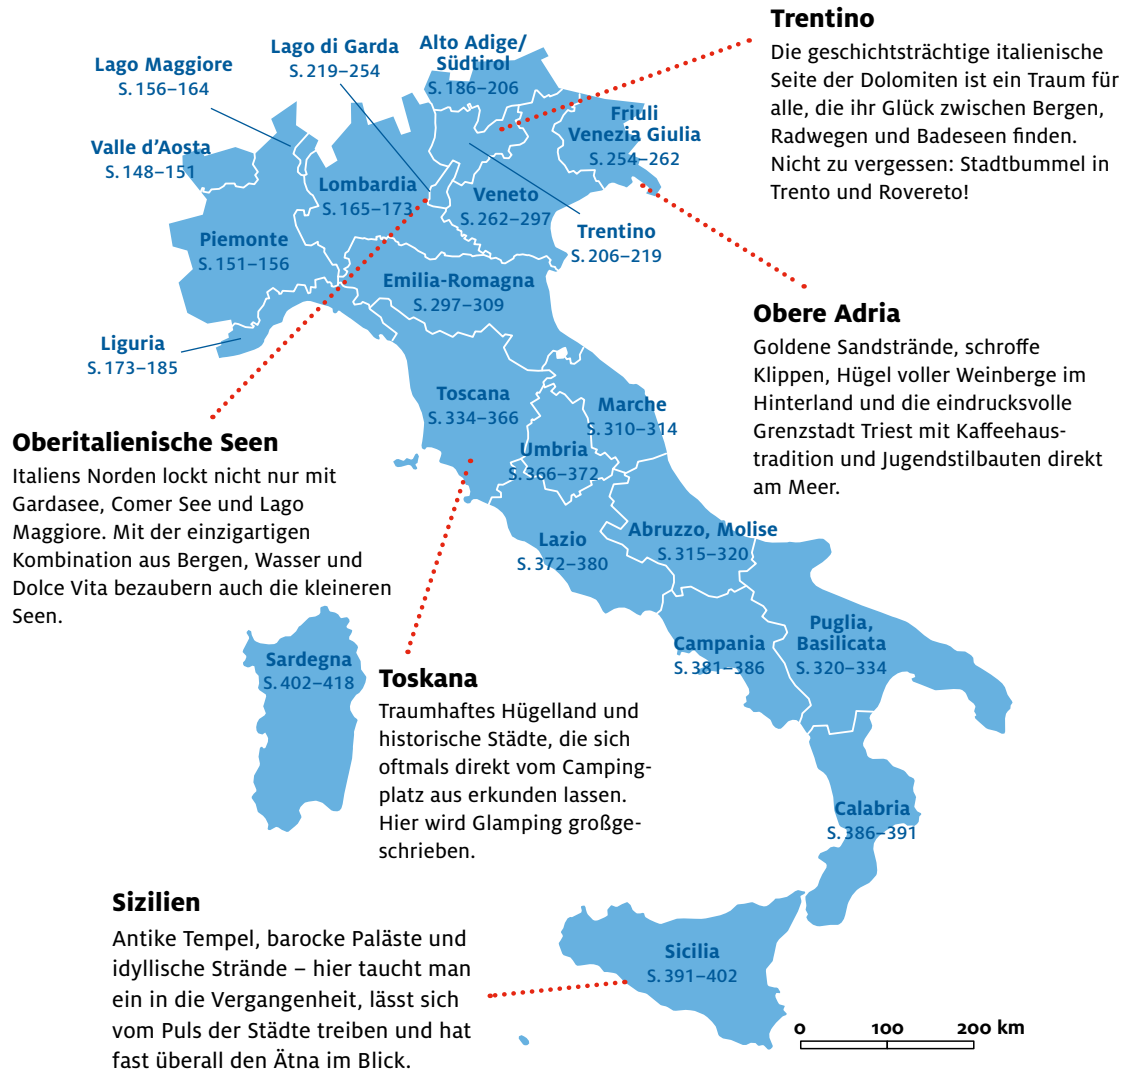 Trentino
Die geschichtsträchtige italienische
Seite der Dolomiten ist ein Traum für
alle, die ihr Glück zwischen Bergen,
Radwegen und Badeseen finden.
Nicht zu vergessen: Stadtbummel in
Trento und Rovereto!
Lago Maggiore
S. 156–164
Lago di Garda
S. 219–254
Alto Adige/
Südtirol
S. 186–206
Friuli
Venezia Giulia
S. 254–262
Valle d’Aosta
S. 148–151
Lombardia
S. 165–173
Veneto
S. 262–297
Trentino
S. 206–219
Piemonte
S. 151–156
Emilia-Romagna
S. 297–309
Liguria
S. 173–185
Obere Adria
Goldene Sandstrände, schroffe
Klippen, Hügel voller Weinberge im
Hinterland und die eindrucksvolle
Grenzstadt Triest mit Kaffeehaus-
tradition und Jugendstilbauten direkt
am Meer.
Toscana
S. 334–366
Marche
S. 310–314
Umbria
S. 366–372
Oberitalienische Seen
Italiens Norden lockt nicht nur mit
Gardasee, Comer See und Lago
Maggiore. Mit der einzigartigen
Kombination aus Bergen, Wasser und
Dolce Vita bezaubern auch die kleineren
Seen.
Lazio
S. 372–380
Abruzzo, Molise
S. 315–320
Campania
S. 381–386
Puglia,
Basilicata
S. 320–334
Sardegna
S. 402–418
Toskana
Traumhaftes Hügelland und
historische Städte, die sich
oftmals direkt vom Camping-
platz aus erkunden lassen.
Hier wird Glamping großge-
schrieben.
Calabria
S. 386–391
Sizilien
Antike Tempel, barocke Paläste und
idyllische Strände – hier taucht man
ein in die Vergangenheit, lässt sich
vom Puls der Städte treiben und hat
fast überall den Ätna im Blick.
Sicilia
S. 391–402
0 100 200 km